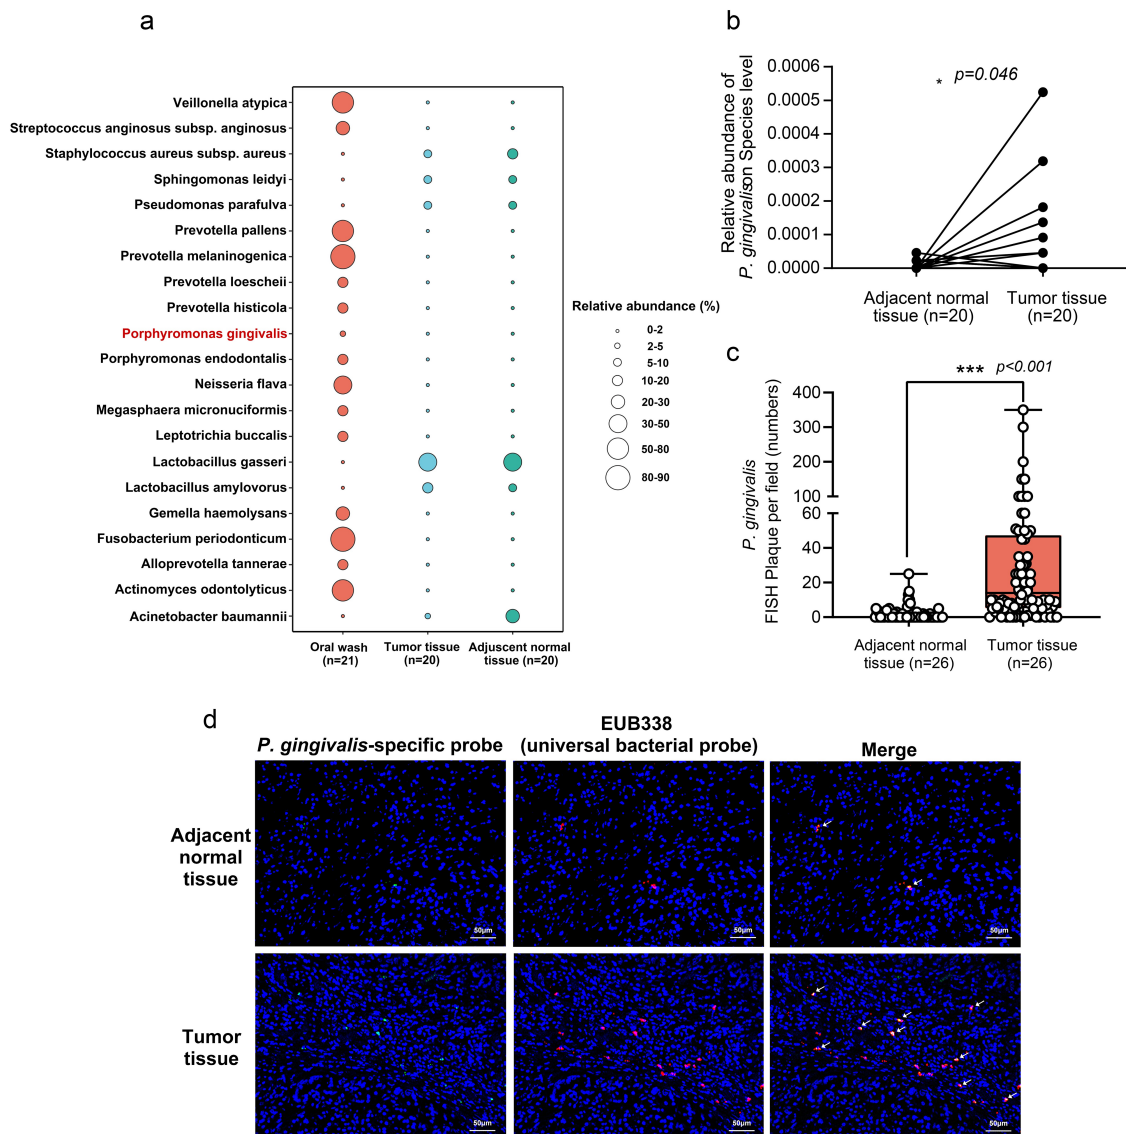 a
Veillonella atypica
Streptococcus anginosus subsp. anginosus
Staphylococcus aureus subsp. aureus
Sphingomonas leidyi
Pseudomonas parafulva
Prevotella pallens
Prevotella melaninogenica
Prevotella loescheii
Prevotella histicola
Porphyromonas gingivalis
Porphyromonas endodontalis
Neisseria flava
Megasphaera micronuciformis
Leptotrichia buccalis
Lactobacillus gasseri
Lactobacillus amylovorus
Gemella haemolysans
Fusobacterium periodonticum
Alloprevotella tannerae
Actinomyces odontolyticus
Acinetobacter baumannii
Oral wash
(n=21)
Tumor tissue
(n=20)
Adjuscent normal
tissue (n=20)
Relative abundance (%)
0-2
2-5
5-10
10-20
20-30
30-50
50-80
80-90
b
Relative abundance of
P. gingivalison Species level
0.0006
0.0005
0.0004
0.0003
0.0002
0.0001
0.0000
* p=0.046
Adjacent normal
tissue (n=20)
Tumor tissue
(n=20)
c
P. gingivalis
FISH Plaque per field (numbers)
400
300
200
100
60
40
20
0
*** p<0.001
Adjacent normal
tissue (n=26)
Tumor tissue
(n=26)
d
P. gingivalis-specific probe
EUB338
(universal bacterial probe)
Merge
Adjacent
normal
tissue
50μm
50μm
50μm
Tumor
tissue
50μm
50μm
50μm